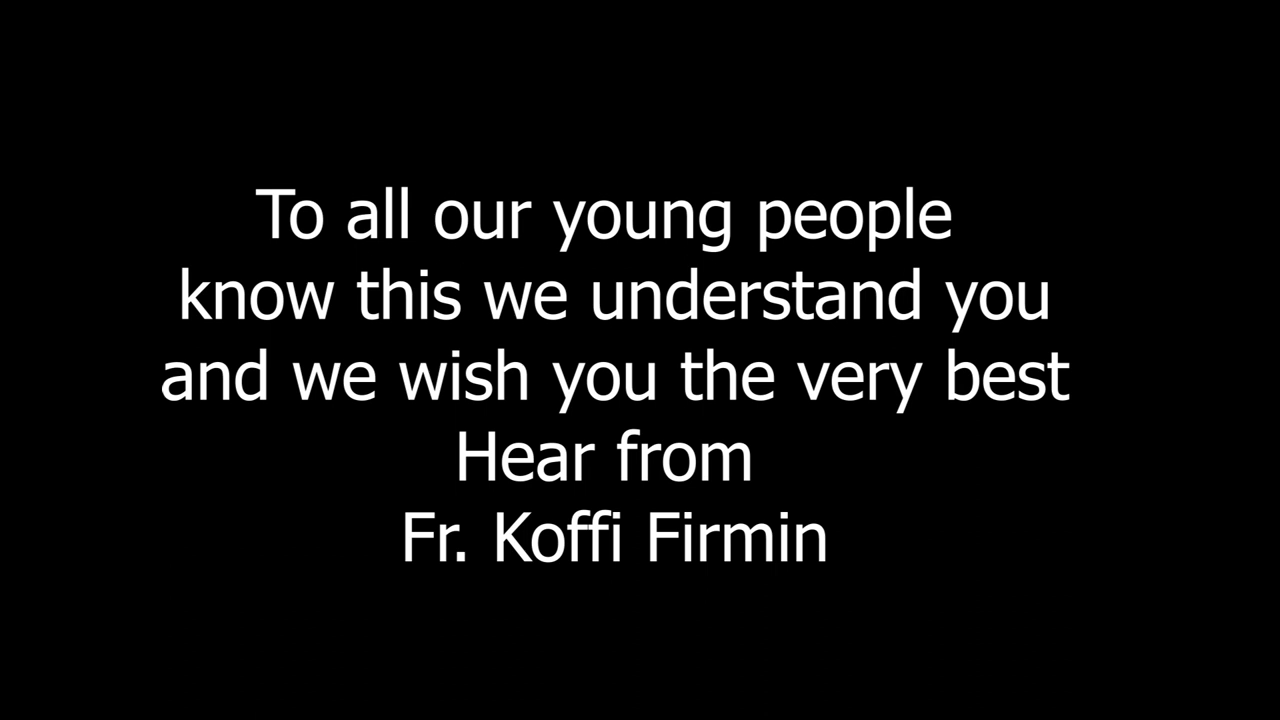 To all our young people
know this we understand you
and we wish you the very best
Hear from
Fr. Koffi Firmin